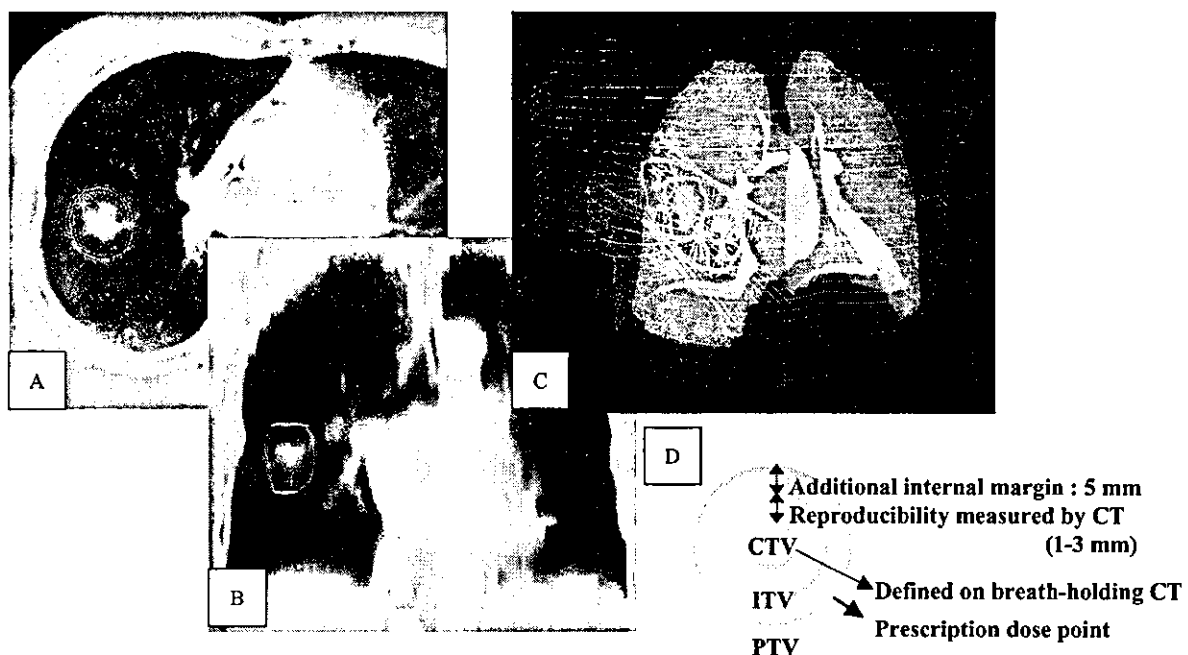 A
B
C
D
Additional internal margin : 5 mm
Reproducibility measured by CT
(1-3 mm)
CTV
Defined on breath-holding CT
ITV
Prescription dose point
PTV